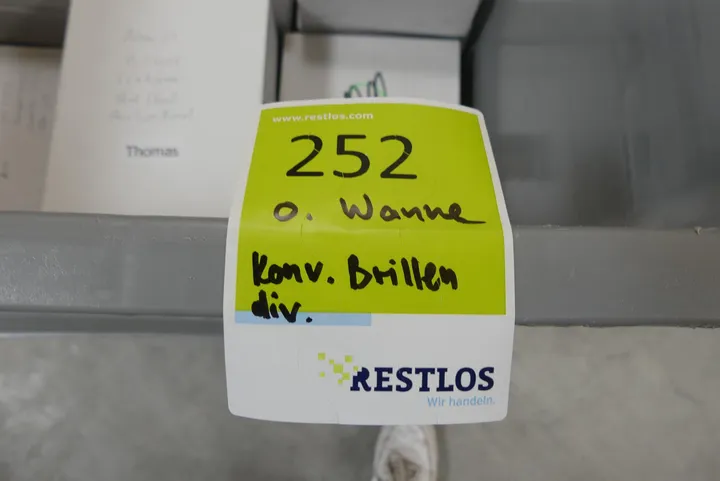 Thomas
www.restlos.com
252
o. Wanne
Konv. Brillen
div.
RESTLOS
Wir handeln.